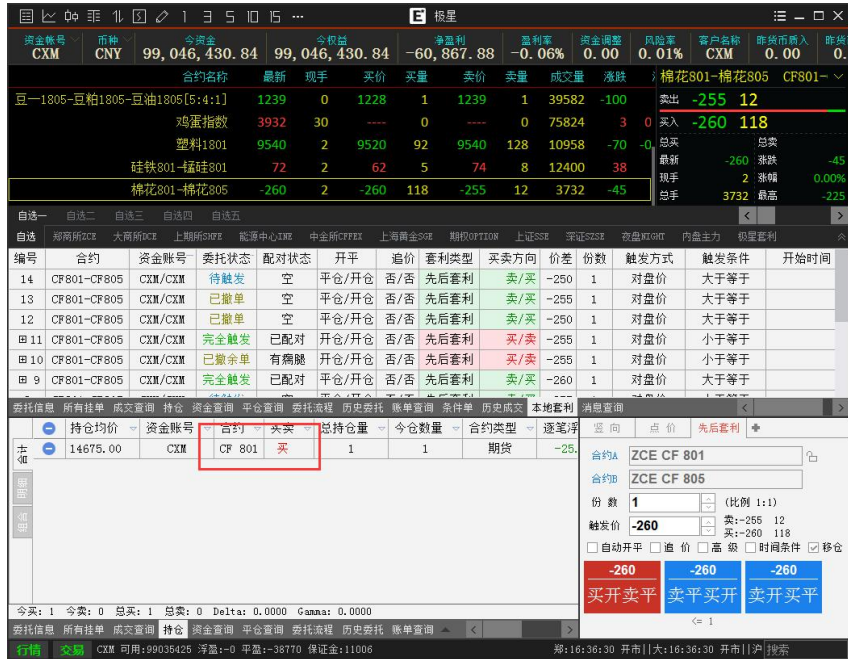 1 彐 5 10 15 … E 极星
资金帐号 币种 今资金 今权益 净盈利 盈利率 资金调整 风险率 客户名称 昨货币质入
CXM CNY 99, 046, 430. 84 99, 046, 430. 84 -60, 867. 88 -0. 06% 0. 00 0. 01% CXM 0. 00 0.
合约名称 最新 现手 买价 买量 卖价 卖量 成交量 涨跌
豆一1805-豆粕1805-豆油1805[5:4:1] 1239 0 1228 1 1239 1 39582 -100
鸡蛋指数 3932 30 ---- 0 ---- 0 75824 3 0
塑料1801 9540 2 9520 92 9540 128 10958 -70 -0
硅铁801-锰硅801 72 2 62 5 74 8 12400 38
棉花801-棉花805 -260 2 -260 118 -255 12 3732 -45
棉花801-棉花805 CF801-
卖出 -255 12
买入 -260 118
总买 总卖
最新 -260 涨跌 -45
现手 2 涨幅 0.00%
总手 3732 最高 -225
自选一 自选二 自选三 自选四 自选五
自选 郑商所ZCE 大商所DCE 上期所SHFE 能源中心INE 中金所CFFEX 上海黄金SGE 期权OPTION 上证SSE 深证SZSE 夜盘NIGHT 内盘主力 极星套利
编号 合约 资金账号 委托状态 配对状态 开平 追价 套利类型 买卖方向 价差 份数 触发方式 触发条件 开始时间
14 CF801-CF805 CXM/CXM 待触发 空 平仓/开仓 否/否 先后套利 卖/买 -250 1 对盘价 大于等于
13 CF801-CF805 CXM/CXM 已撤单 空 平仓/开仓 否/否 先后套利 卖/买 -255 1 对盘价 大于等于
12 CF801-CF805 CXM/CXM 已撤单 空 平仓/开仓 否/否 先后套利 卖/买 -255 1 对盘价 大于等于
11 CF801-CF805 CXM/CXM 完全触发 已配对 开仓/开仓 否/否 先后套利 买/卖 -255 1 对盘价 小于等于
10 CF801-CF805 CXM/CXM 已撤余单 有瘸腿 开仓/开仓 否/否 先后套利 买/卖 -255 1 对盘价 小于等于
9 CF801-CF805 CXM/CXM 完全触发 已配对 平仓/开仓 否/否 先后套利 卖/买 -260 1 对盘价 大于等于
委托信息 所有挂单 成交查询 持仓 资金查询 平仓查询 委托流程 历史委托 账单查询 条件单 历史成交 本地套利 消息查询
持仓均价 资金账号 合约 买卖 总持仓量 今仓数量 合约类型 逐笔浮
14675.00 CXM CF 801 买 1 1 期货 -25.
竖向 点价 先后套利
合约A ZCE CF 801
合约B ZCE CF 805
份 数 1 (比例 1:1)
触发价 -260 卖:-255 12
买:-260 118
自动开平 追 价 高 级 时间条件 移仓
-260 -260 -260
买开卖平 卖平买开 卖开买平
<= 1
今买: 1 今卖: 0 总买: 1 总卖: 0 Delta: 0.0000 Gamma: 0.0000
委托信息 所有挂单 成交查询 持仓 资金查询 平仓查询 委托流程 历史委托 账单查询
行情 交易 CXM 可用:99035425 浮盈:-0 平盈:-38770 保证金:11006 郑:16:36:30 开市||大:16:36:30 开市||沪 搜索